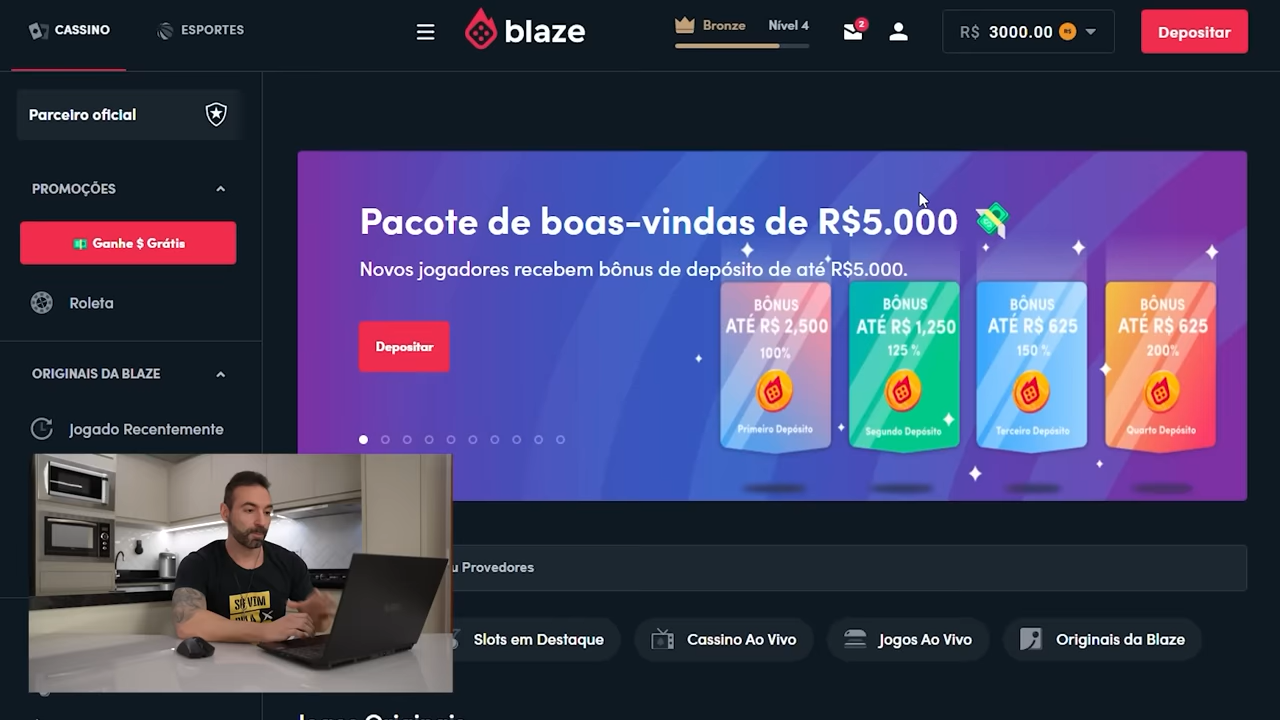 CASSINO
ESPORTES
blaze
Bronze
Nível 4
2
R$ 3000.00 R$
Depositar
Parceiro oficial
PROMOÇÕES
Ganhe $ Grátis
Roleta
ORIGINAIS DA BLAZE
Jogado Recentemente
Pacote de boas-vindas de R$5.000
Novos jogadores recebem bônus de depósito de até R$5.000.
Depositar
BÔNUS
ATÉ R$ 2,500
100%
Primeiro Depósito
BÔNUS
ATÉ R$ 1,250
125 %
Segundo Depósito
BÔNUS
ATÉ R$ 625
150 %
Terceiro Depósito
BÔNUS
ATÉ R$ 625
200%
Quarto Depósito
u Provedores
Slots em Destaque
Cassino Ao Vivo
Jogos Ao Vivo
Originais da Blaze
Jogos Originais